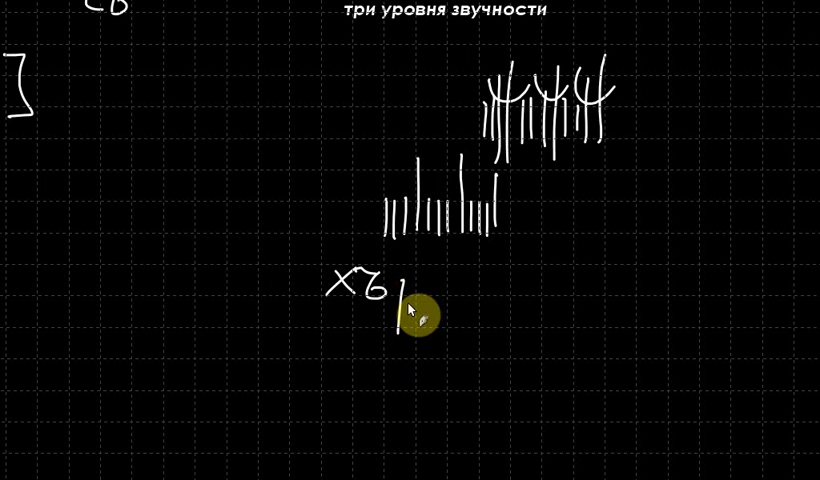 три уровня звучности
]
хъ